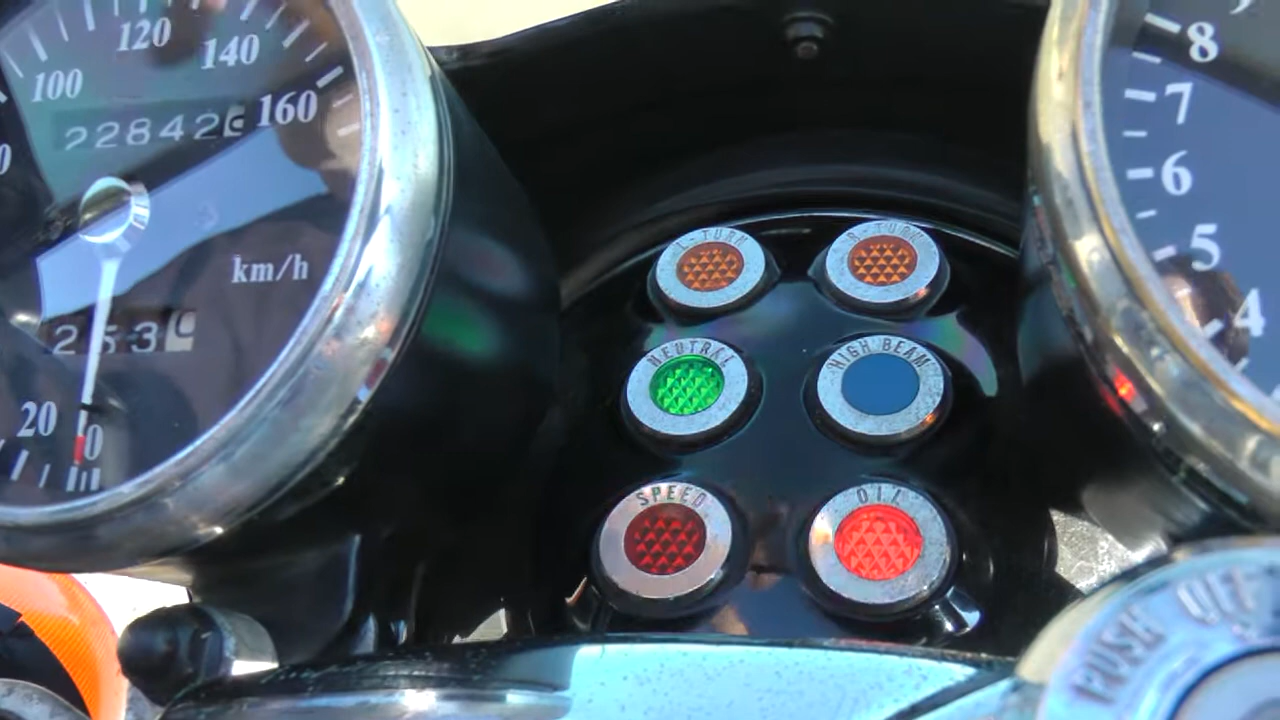 100
120
140
160
22842
km/h
253
20
0
8
7
6
5
4
L-TURN
R-TURN
NEUTRAL
HIGH BEAM
SPEED
OIL
PUSH